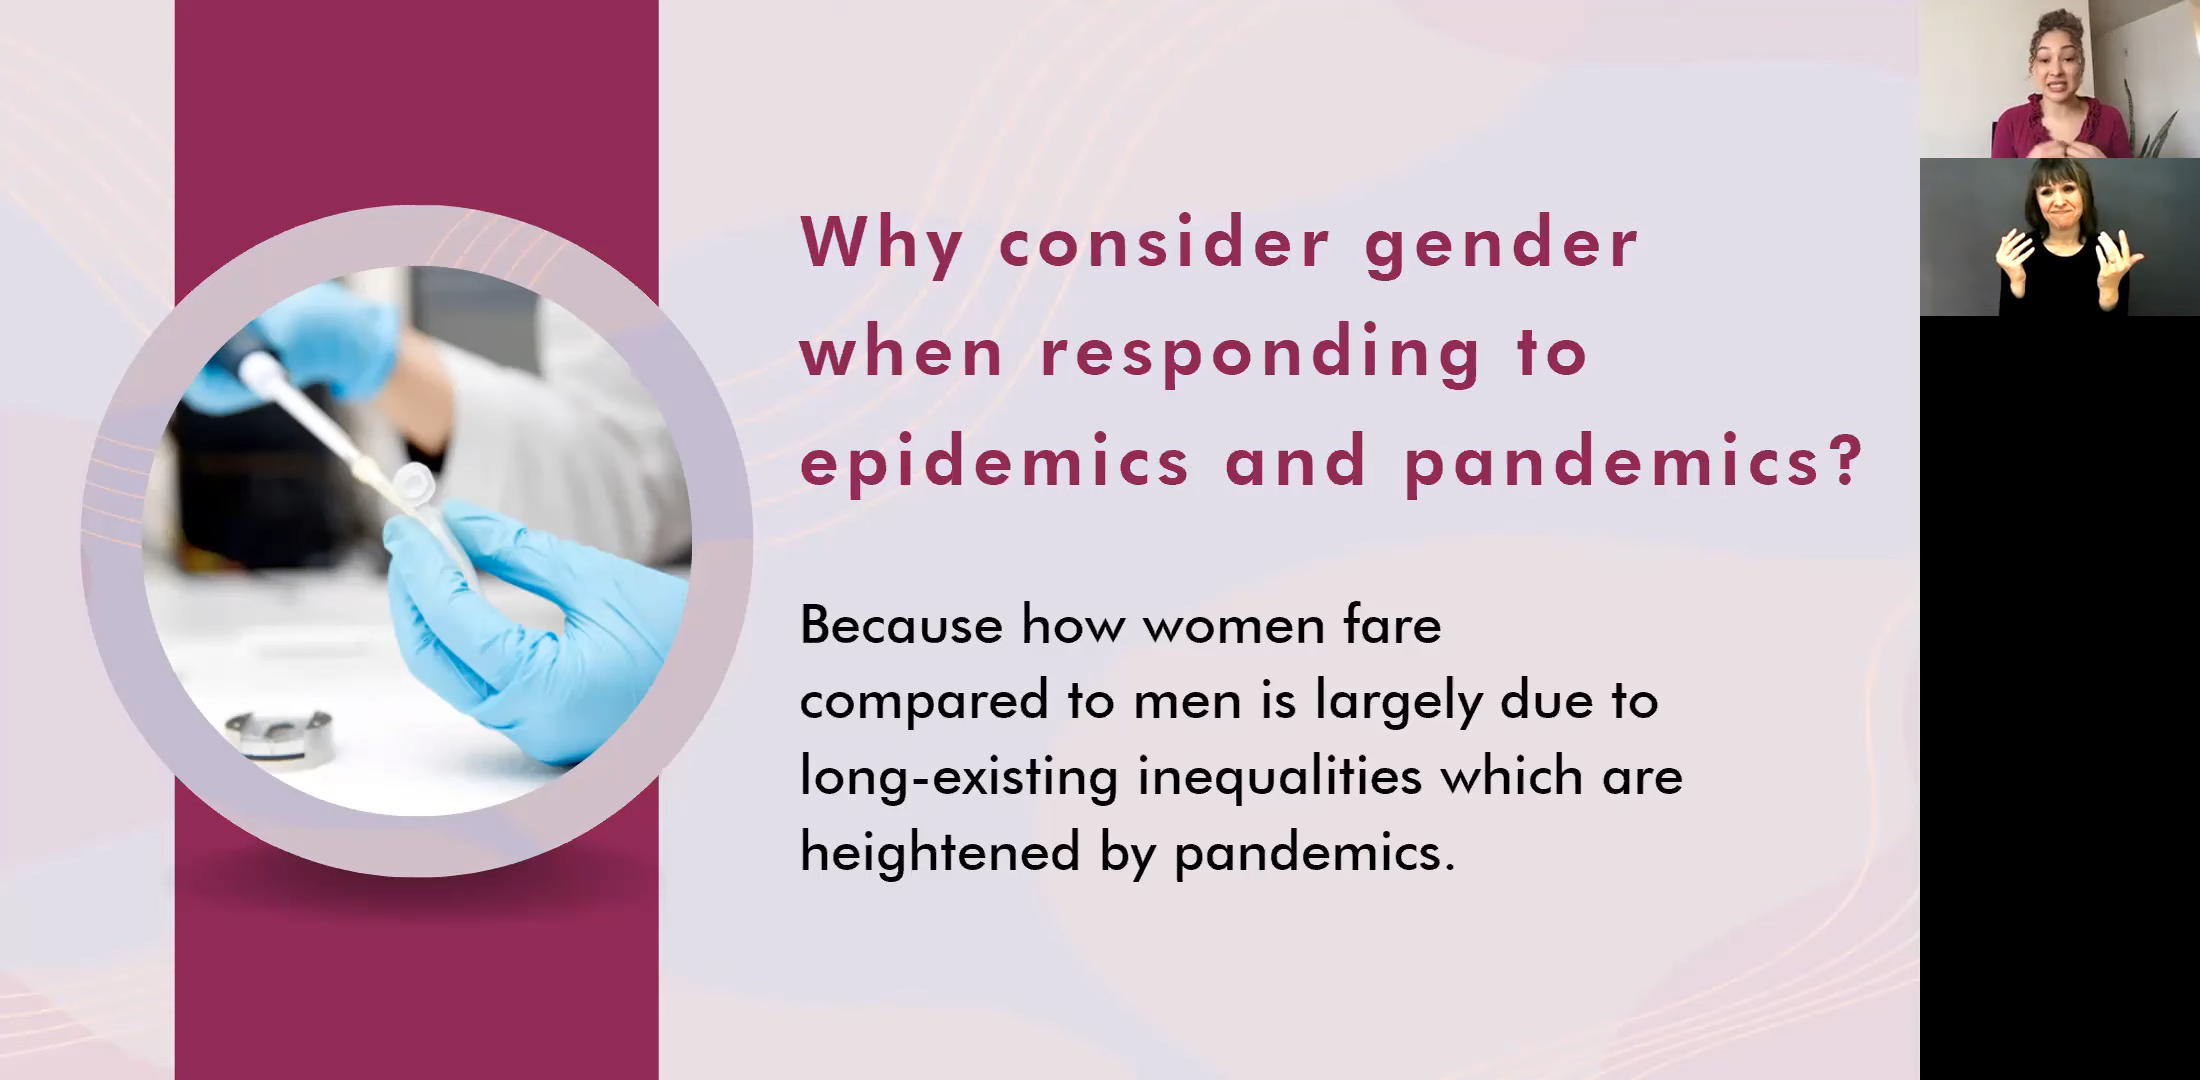 Why consider gender
when responding to
epidemics and pandemics?
Because how women fare
compared to men is largely due to
long-existing inequalities which are
heightened by pandemics.